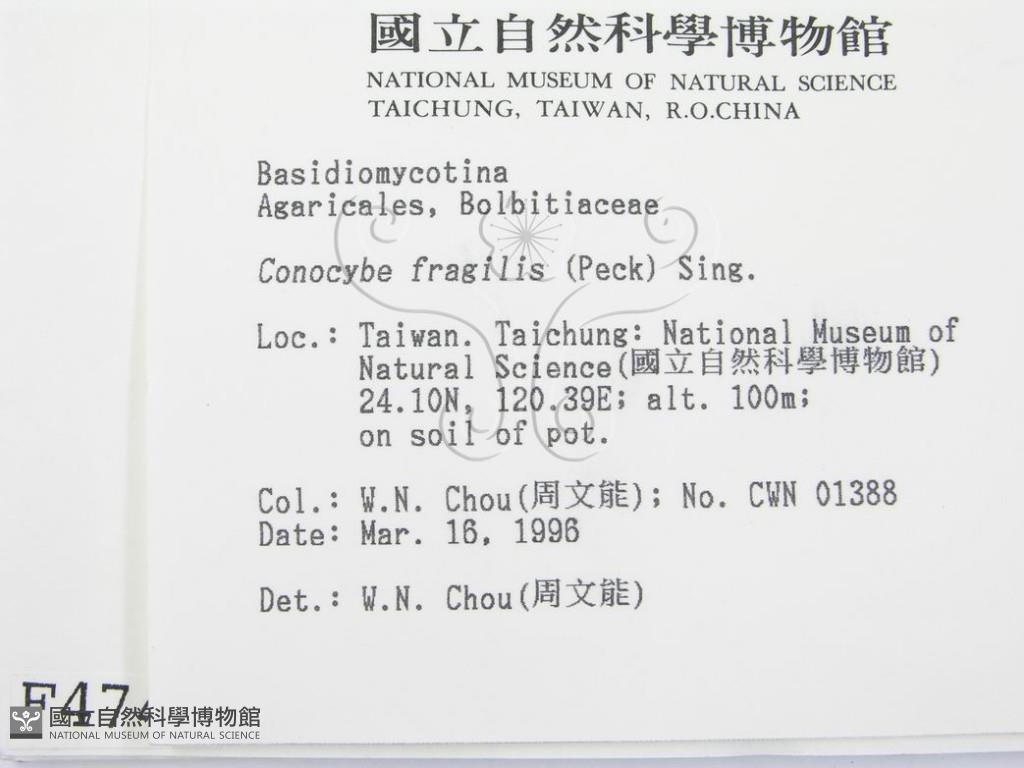 國立自然科學博物館
NATIONAL MUSEUM OF NATURAL SCIENCE
TAICHUNG, TAIWAN, R.O.CHINA
Basidiomycotina
Agaricales, Bolbitiaceae
Conocybe fragilis (Peck) Sing.
Loc.: Taiwan. Taichung: National Museum of
Natural Science(國立自然科學博物館)
24.10N, 120.39E; alt. 100m;
on soil of pot.
Col.: W.N. Chou(周文能); No. CWN 01388
Date: Mar. 16, 1996
Det.: W.N. Chou(周文能)
國立自然科學博物館
NATIONAL MUSEUM OF NATURAL SCIENCE